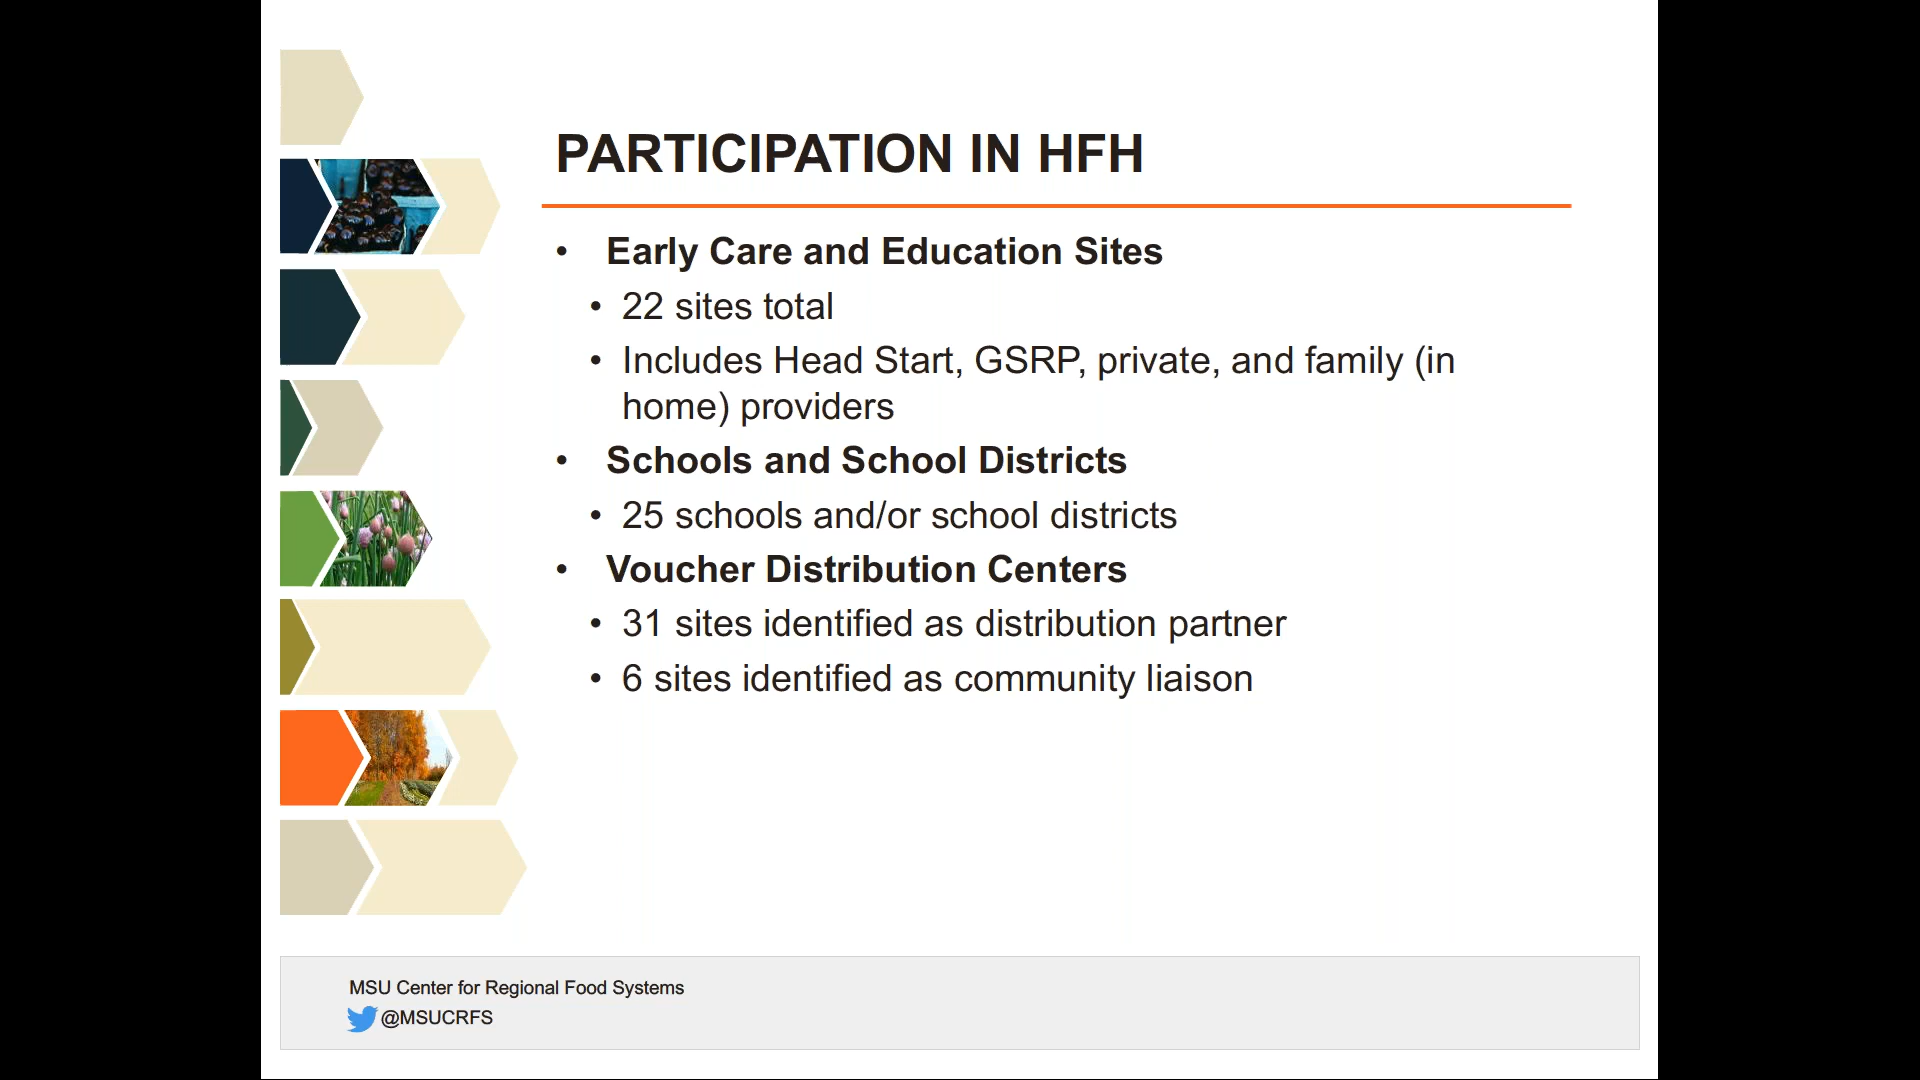 PARTICIPATION IN HFH
• Early Care and Education Sites
• 22 sites total
• Includes Head Start, GSRP, private, and family (in
home) providers
• Schools and School Districts
• 25 schools and/or school districts
• Voucher Distribution Centers
• 31 sites identified as distribution partner
• 6 sites identified as community liaison
MSU Center for Regional Food Systems
@MSUCRFS